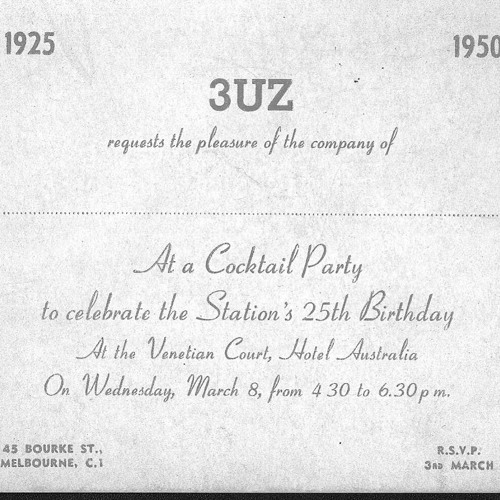 1925 1950
3UZ
requests the pleasure of the company of
At a Cocktail Party
to celebrate the Station's 25th Birthday
At the Venetian Court, Hotel Australia
On Wednesday, March 8, from 4 30 to 6.30 p m.
45 BOURKE ST., R.S.V.P.
MELBOURNE, C.1 3RD MARCH